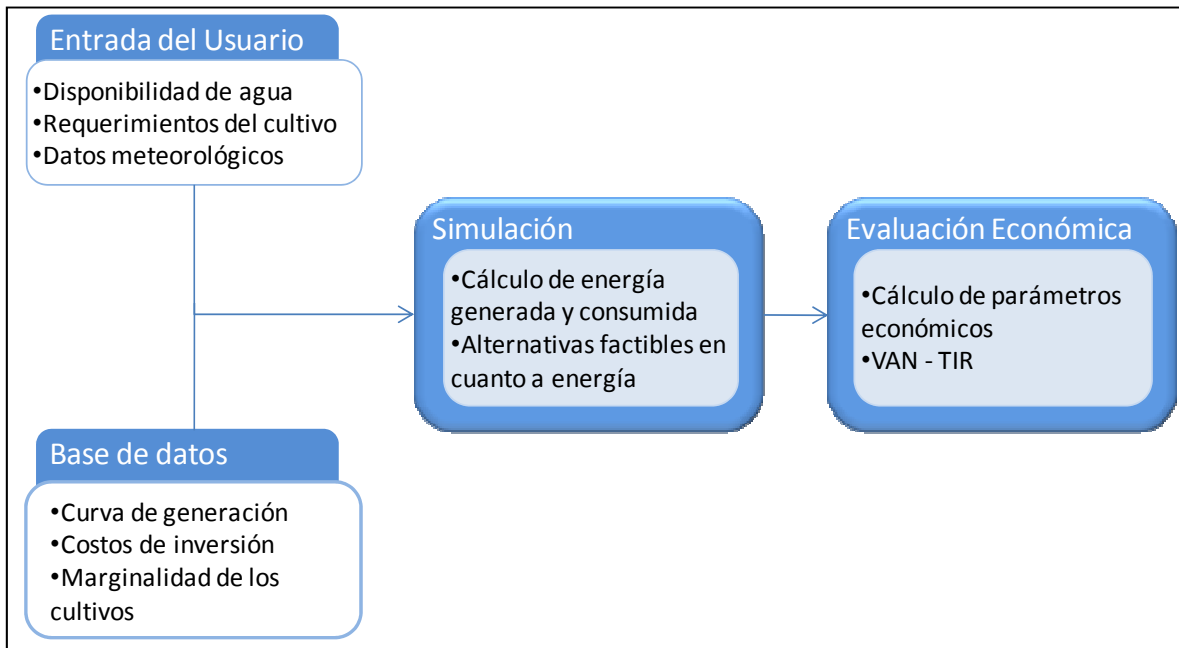 Entrada del Usuario
•Disponibilidad de agua
•Requerimientos del cultivo
•Datos meteorológicos
Simulación
•Cálculo de energía
generada y consumida
•Alternativas factibles en
cuanto a energía
Evaluación Económica
•Cálculo de parámetros
económicos
•VAN - TIR
Base de datos
•Curva de generación
•Costos de inversión
•Marginalidad de los
cultivos